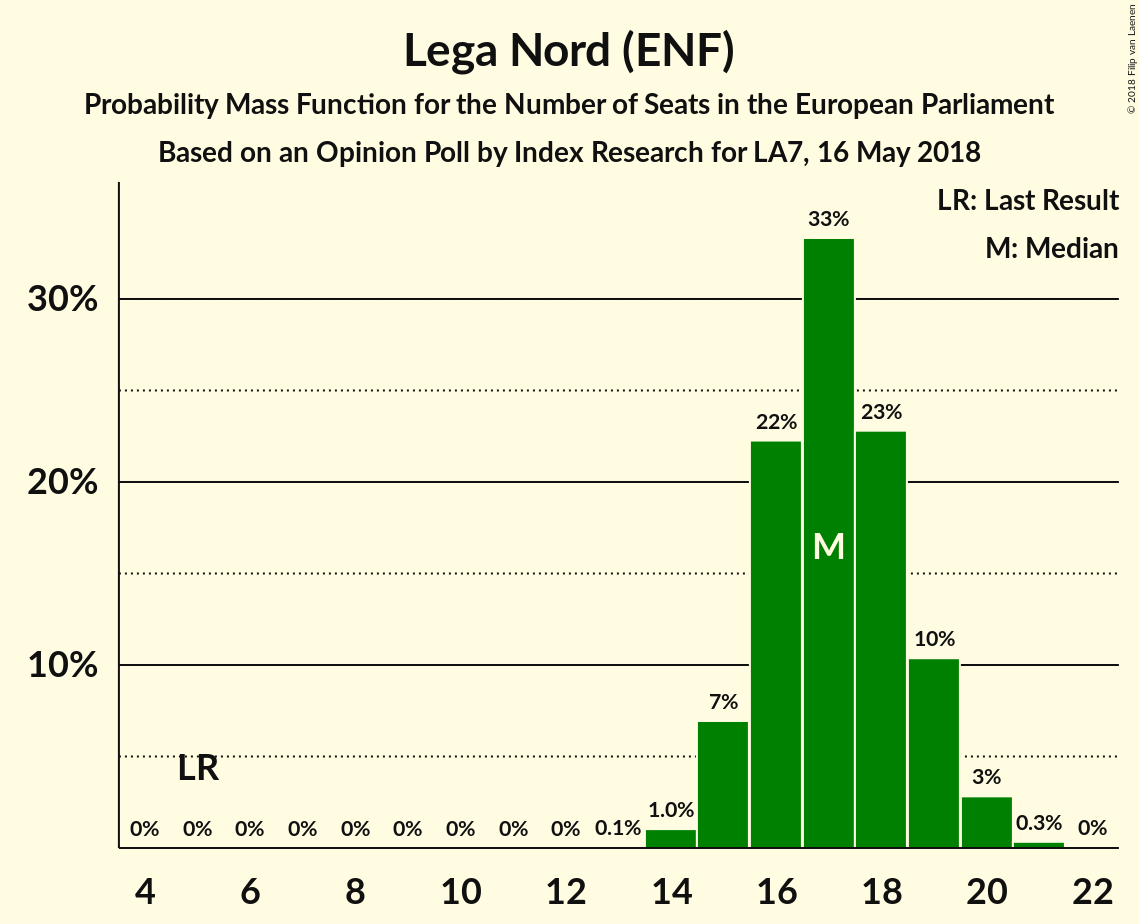 Lega Nord (ENF)
Probability Mass Function for the Number of Seats in the European Parliament
Based on an Opinion Poll by Index Research for LA7, 16 May 2018
© 2018 Filip van Laenen
LR: Last Result
M: Median
30%
20%
10%
0%
LR
0%
0%
0%
0%
0%
0%
0%
0%
0.1%
1.0%
7%
22%
33%
M
23%
10%
3%
0.3%
0%
4 6 8 10 12 14 16 18 20 22